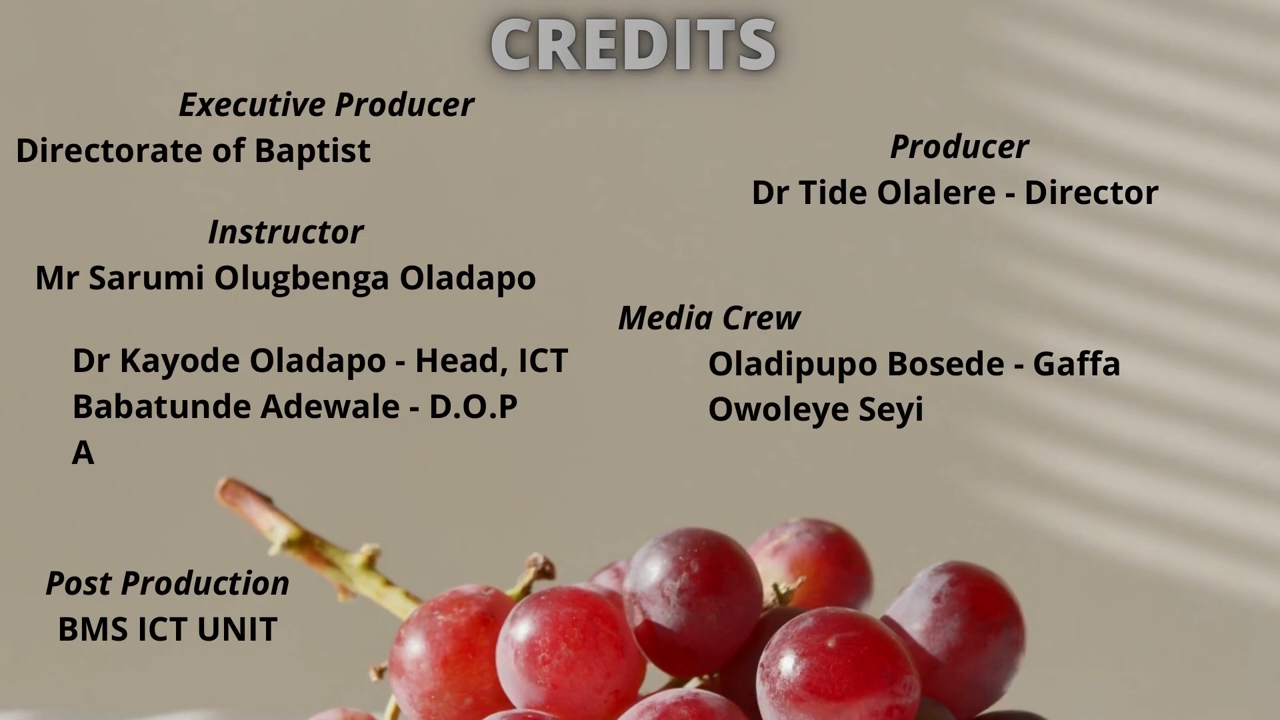 CREDITS
Executive Producer
Directorate of Baptist
Producer
Dr Tide Olalere - Director
Instructor
Mr Sarumi Olugbenga Oladapo
Media Crew
Dr Kayode Oladapo - Head, ICT
Babatunde Adewale - D.O.P
A
Oladipupo Bosede - Gaffa
Owoleye Seyi
Post Production
BMS ICT UNIT